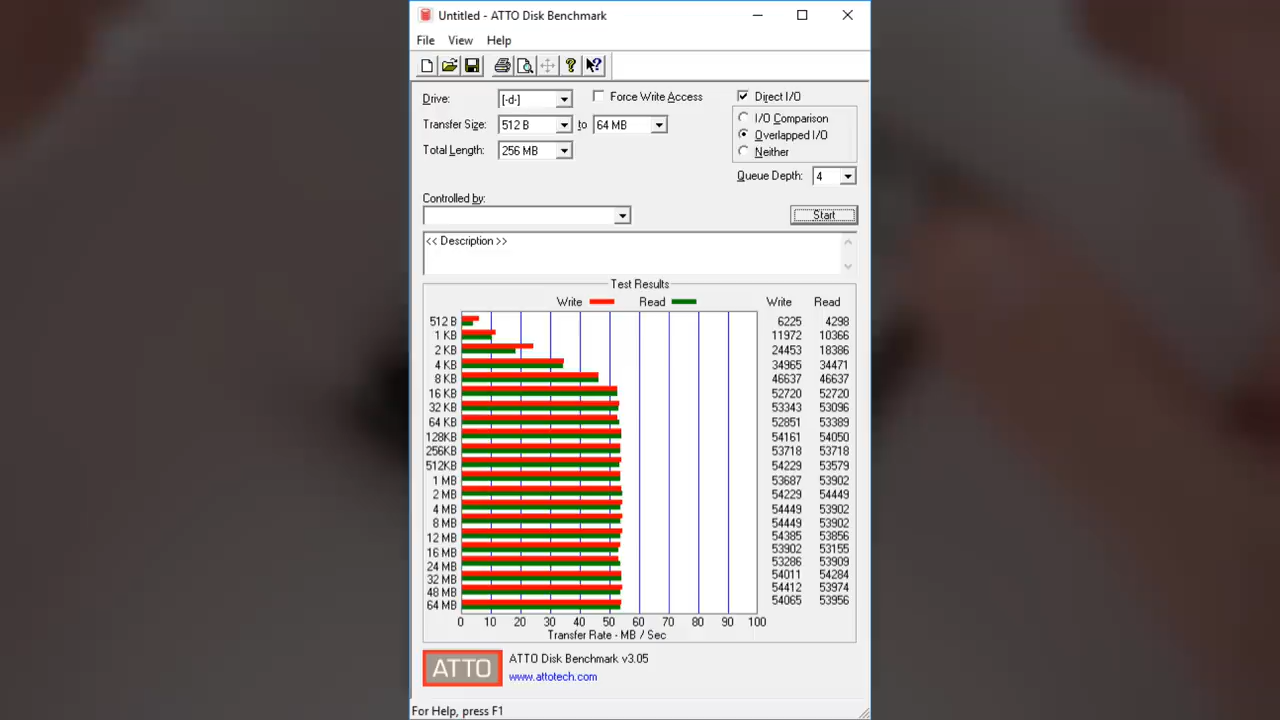 Untitled - ATTO Disk Benchmark
File View Help
Drive: [-d-] Force Write Access Direct I/O
I/O Comparison
Transfer Size: 512 B to 64 MB
Overlapped I/O
Total Length: 256 MB
Neither
Queue Depth: 4
Controlled by:
Start
<< Description >>
Test Results
Write Read Write Read
512 B 6225 4298
1 KB 11972 10366
2 KB 24453 18386
4 KB 34965 34471
8 KB 46637 46637
16 KB 52720 52720
32 KB 53343 53096
64 KB 52851 53389
128KB 54161 54050
256KB 53718 53718
512KB 54229 53579
1 MB 53687 53902
2 MB 54229 54449
4 MB 54449 53902
8 MB 54449 53902
12 MB 54385 53856
16 MB 53902 53155
24 MB 53286 53909
32 MB 54011 54284
48 MB 54412 53974
64 MB 54065 53956
0 10 20 30 40 50 60 70 80 90 100
Transfer Rate - MB / Sec
ATTO
ATTO Disk Benchmark v3.05
www.attotech.com
For Help, press F1